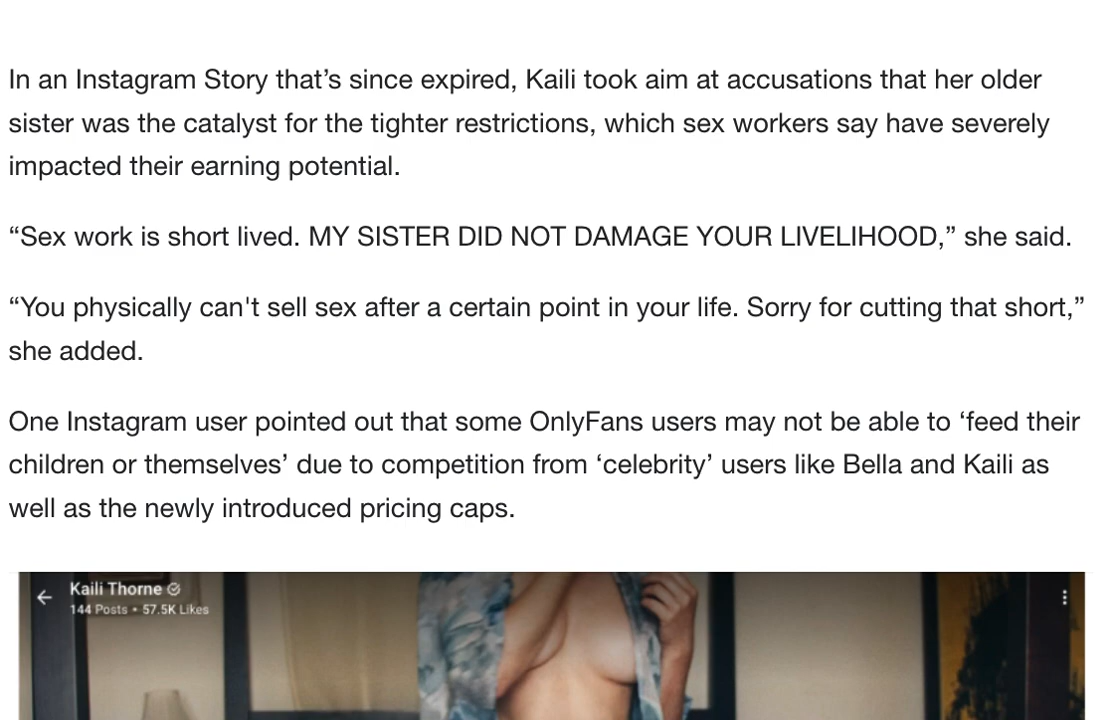 In an Instagram Story that’s since expired, Kaili took aim at accusations that her older
sister was the catalyst for the tighter restrictions, which sex workers say have severely
impacted their earning potential.
“Sex work is short lived. MY SISTER DID NOT DAMAGE YOUR LIVELIHOOD,” she said.
“You physically can't sell sex after a certain point in your life. Sorry for cutting that short,”
she added.
One Instagram user pointed out that some OnlyFans users may not be able to ‘feed their
children or themselves’ due to competition from ‘celebrity’ users like Bella and Kaili as
well as the newly introduced pricing caps.
Kaili Thorne
144 Posts • 57.5K Likes